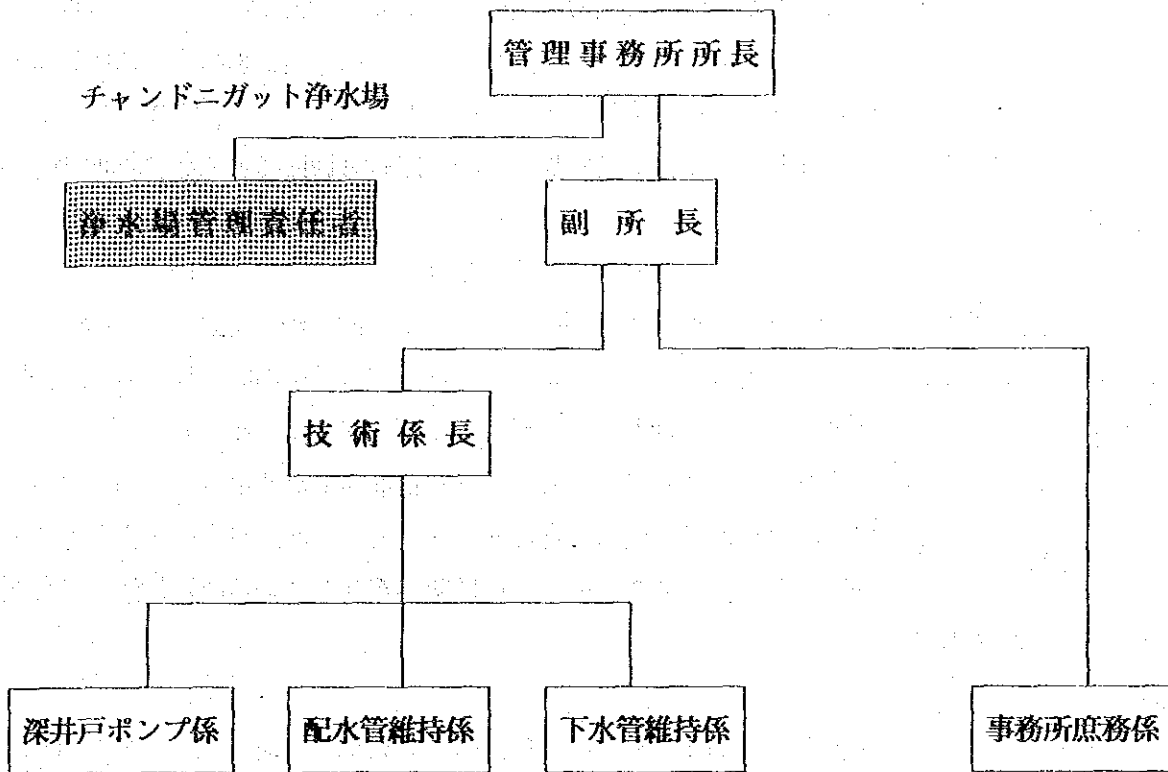 管理事務所所長
チャンドニガット浄水場
浄水場管理責任者
副所長
技術係長
深井戸ポンプ係
配水管維持係
下水管維持係
事務所庶務係